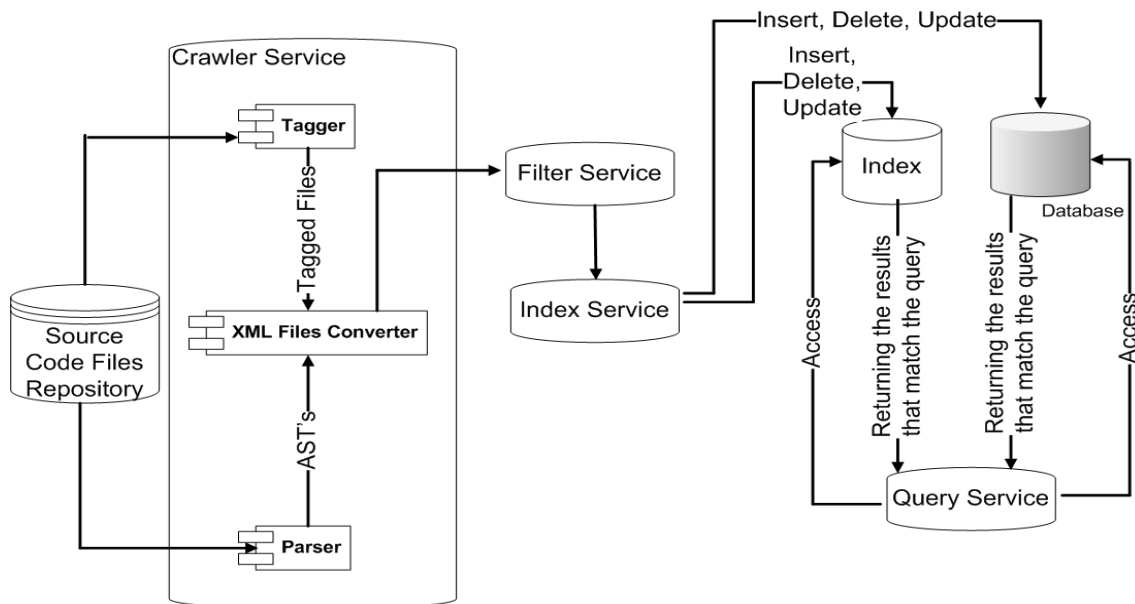 Insert, Delete, Update
Crawler Service
Insert,
Delete,
Update
Tagger
Tagged Files
Filter Service
Index
Database
Source
Code Files
Repository
XML Files Converter
Index Service
Access
Returning the results
that match the query
Returning the results
that match the query
Access
AST's
Parser
Query Service